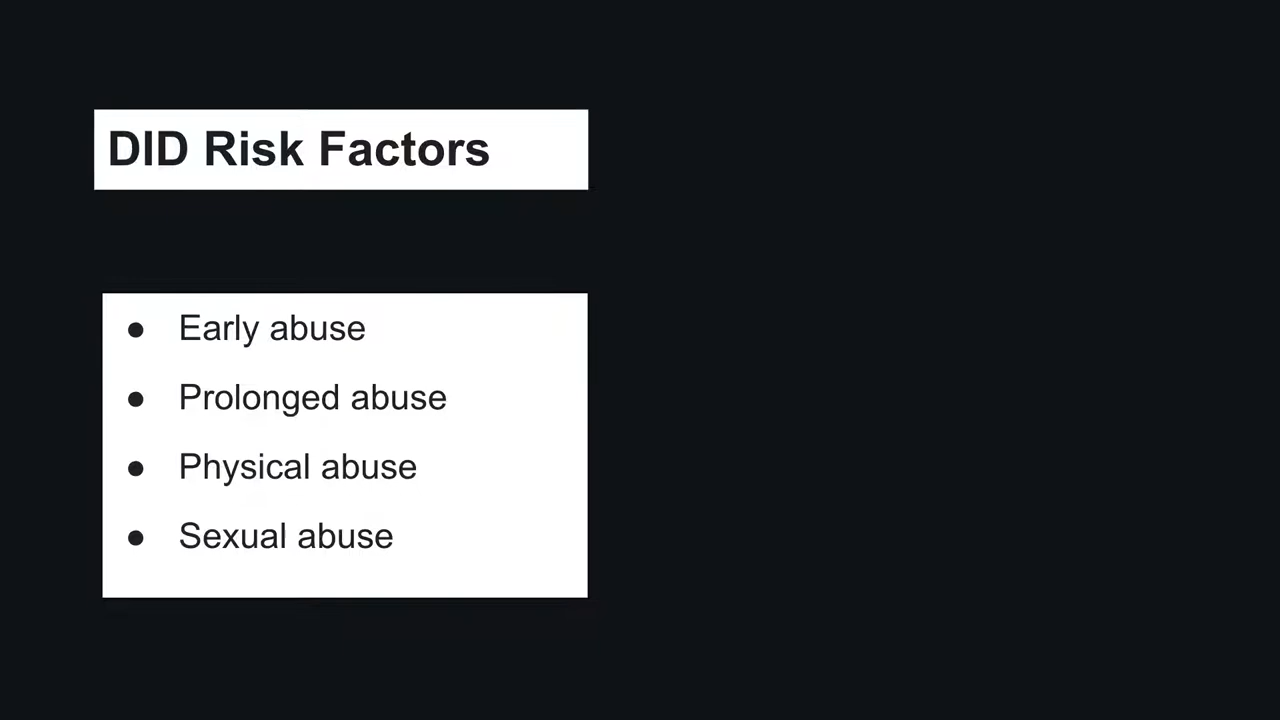 DID Risk Factors
● Early abuse
● Prolonged abuse
● Physical abuse
● Sexual abuse